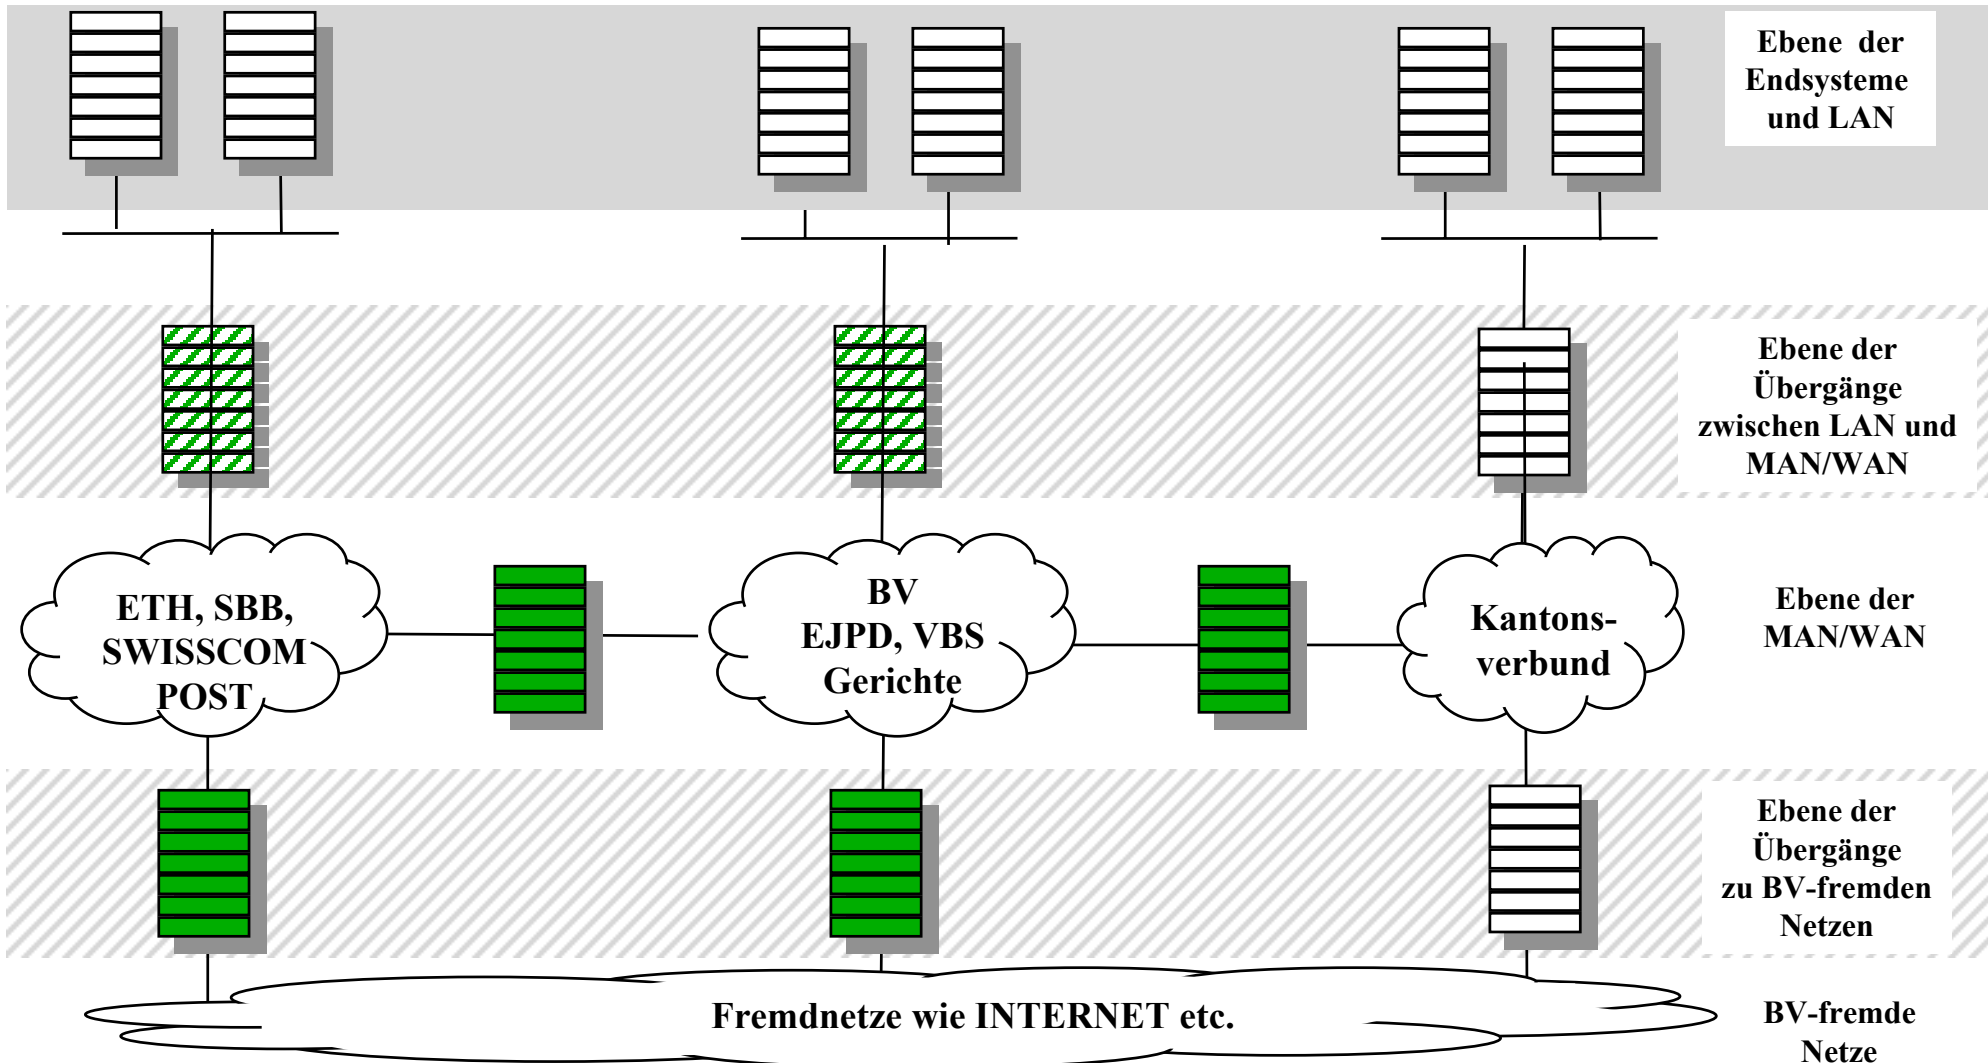 Ebene der
Endsysteme
und LAN
Ebene der
Übergänge
zwischen LAN und
MAN/WAN
ETH, SBB,
SWISSCOM
POST
BV
EJPD, VBS
Gerichte
Kantons-
verbund
Ebene der
MAN/WAN
Ebene der
Übergänge
zu BV-fremden
Netzen
Fremdnetze wie INTERNET etc.
BV-fremde
Netze